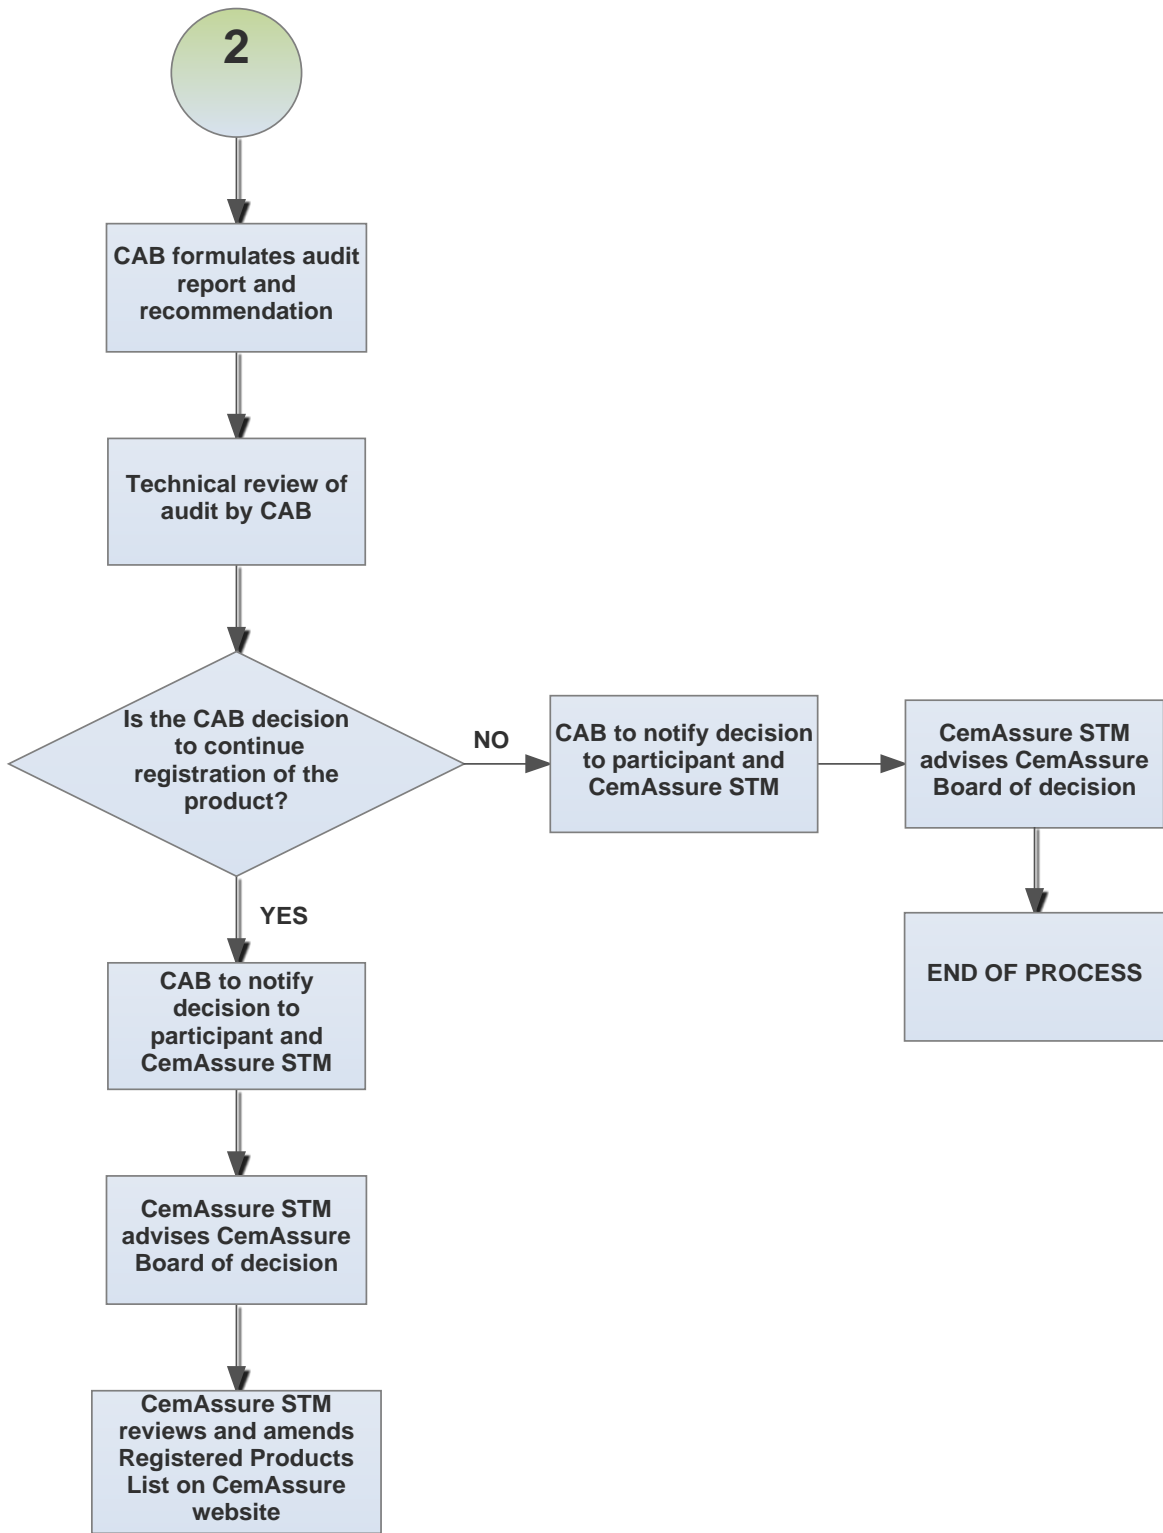 2
CAB formulates audit
report and
recommendation
Technical review of
audit by CAB
Is the CAB decision
to continue
registration of the
product?
NO
CAB to notify decision
to participant and
CemAssure STM
CemAssure STM
advises CemAssure
Board of decision
END OF PROCESS
YES
CAB to notify
decision to
participant and
CemAssure STM
CemAssure STM
advises CemAssure
Board of decision
CemAssure STM
reviews and amends
Registered Products
List on CemAssure
website